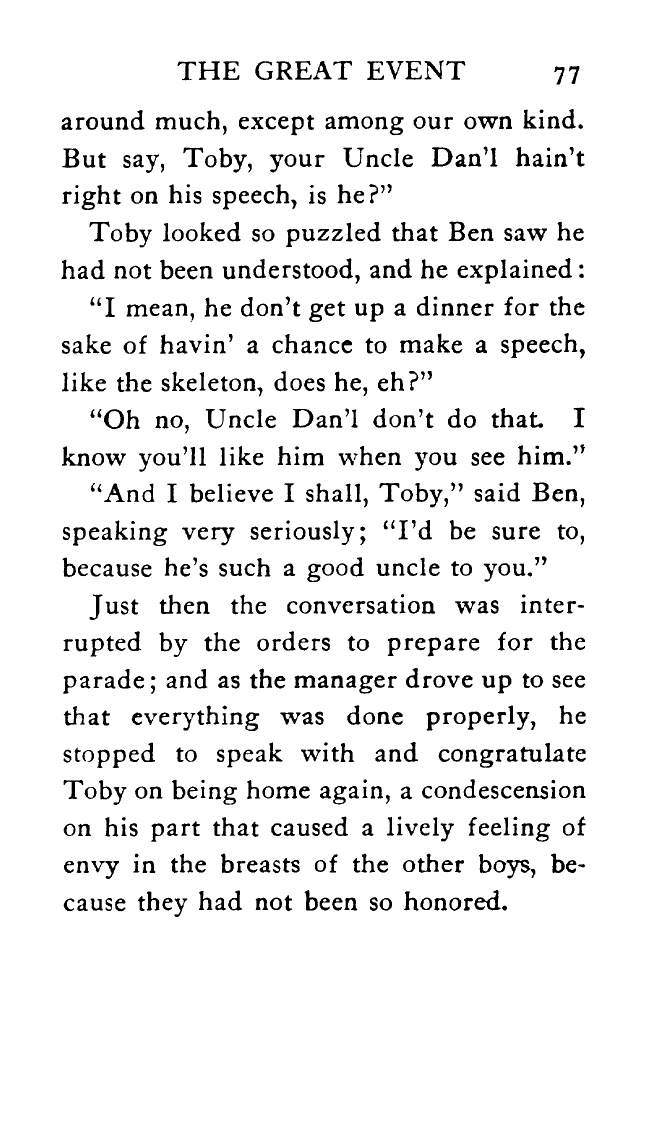 THE GREAT EVENT 77
around much, except among our own kind.
But say, Toby, your Uncle Dan'l hain't
right on his speech, is he?"
Toby looked so puzzled that Ben saw he
had not been understood, and he explained:
"I mean, he don't get up a dinner for the
sake of havin' a chance to make a speech,
like the skeleton, does he, eh?"
"Oh no, Uncle Dan'l don't do that. I
know you'll like him when you see him."
"And I believe I shall, Toby," said Ben,
speaking very seriously; "I'd be sure to,
because he's such a good uncle to you."
Just then the conversation was inter-
rupted by the orders to prepare for the
parade; and as the manager drove up to see
that everything was done properly, he
stopped to speak with and congratulate
Toby on being home again, a condescension
on his part that caused a lively feeling of
envy in the breasts of the other boys, be-
cause they had not been so honored.